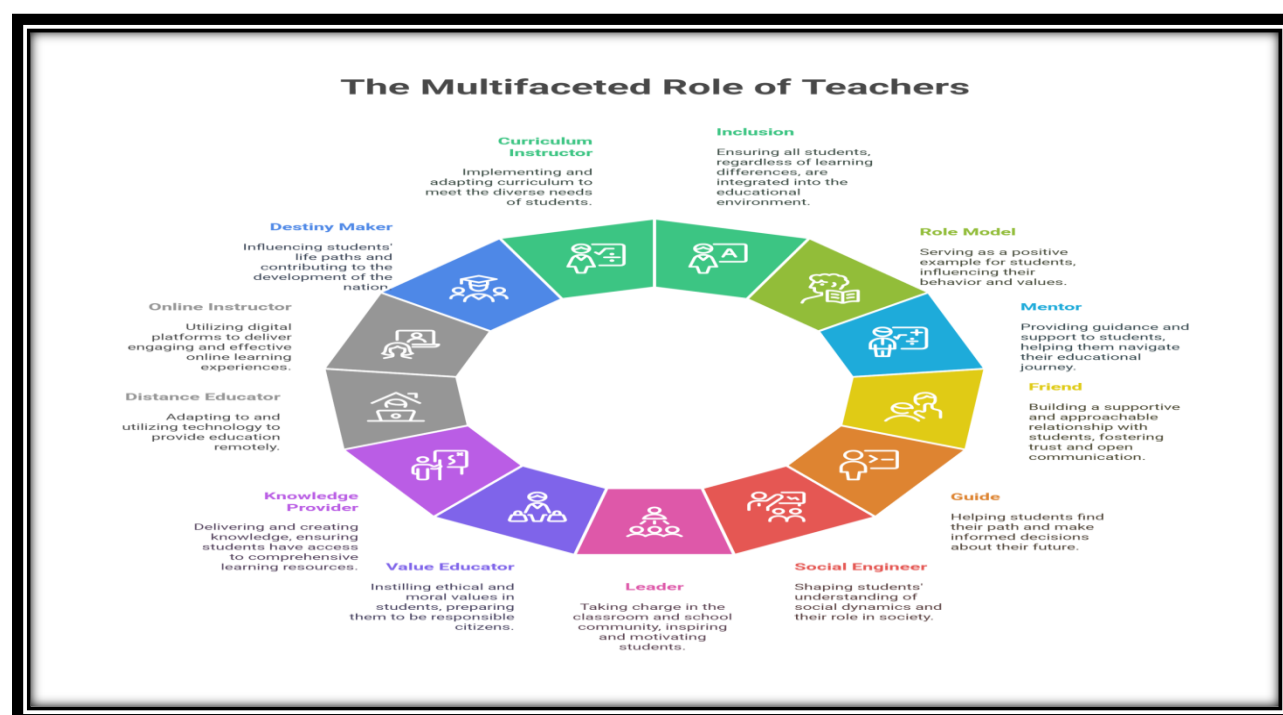 The Multifaceted Role of Teachers
Inclusion
Ensuring all students,
regardless of learning
differences, are
integrated into the
educational
environment.
Role Model
Serving as a positive
example for students,
influencing their
behavior and values.
Mentor
Providing guidance and
support to students,
helping them navigate
their educational
journey.
Friend
Building a supportive
and approachable
relationship with
students, fostering
trust and open
communication.
Guide
Helping students find
their path and make
informed decisions
about their future.
Social Engineer
Shaping students'
understanding of
social dynamics and
their role in society.
Leader
Taking charge in the
classroom and school
community, inspiring
and motivating
students.
Value Educator
Instilling ethical and
moral values in
students, preparing
them to be responsible
citizens.
Knowledge
Provider
Delivering and creating
knowledge, ensuring
students have access
to comprehensive
learning resources.
Distance Educator
Adapting to and
utilizing technology to
provide education
remotely.
Online Instructor
Utilizing digital
platforms to deliver
engaging and effective
online learning
experiences.
Destiny Maker
Influencing students'
life paths and
contributing to the
development of the
nation.
Curriculum
Instructor
Implementing and
adapting curriculum to
meet the diverse needs
of students.
A